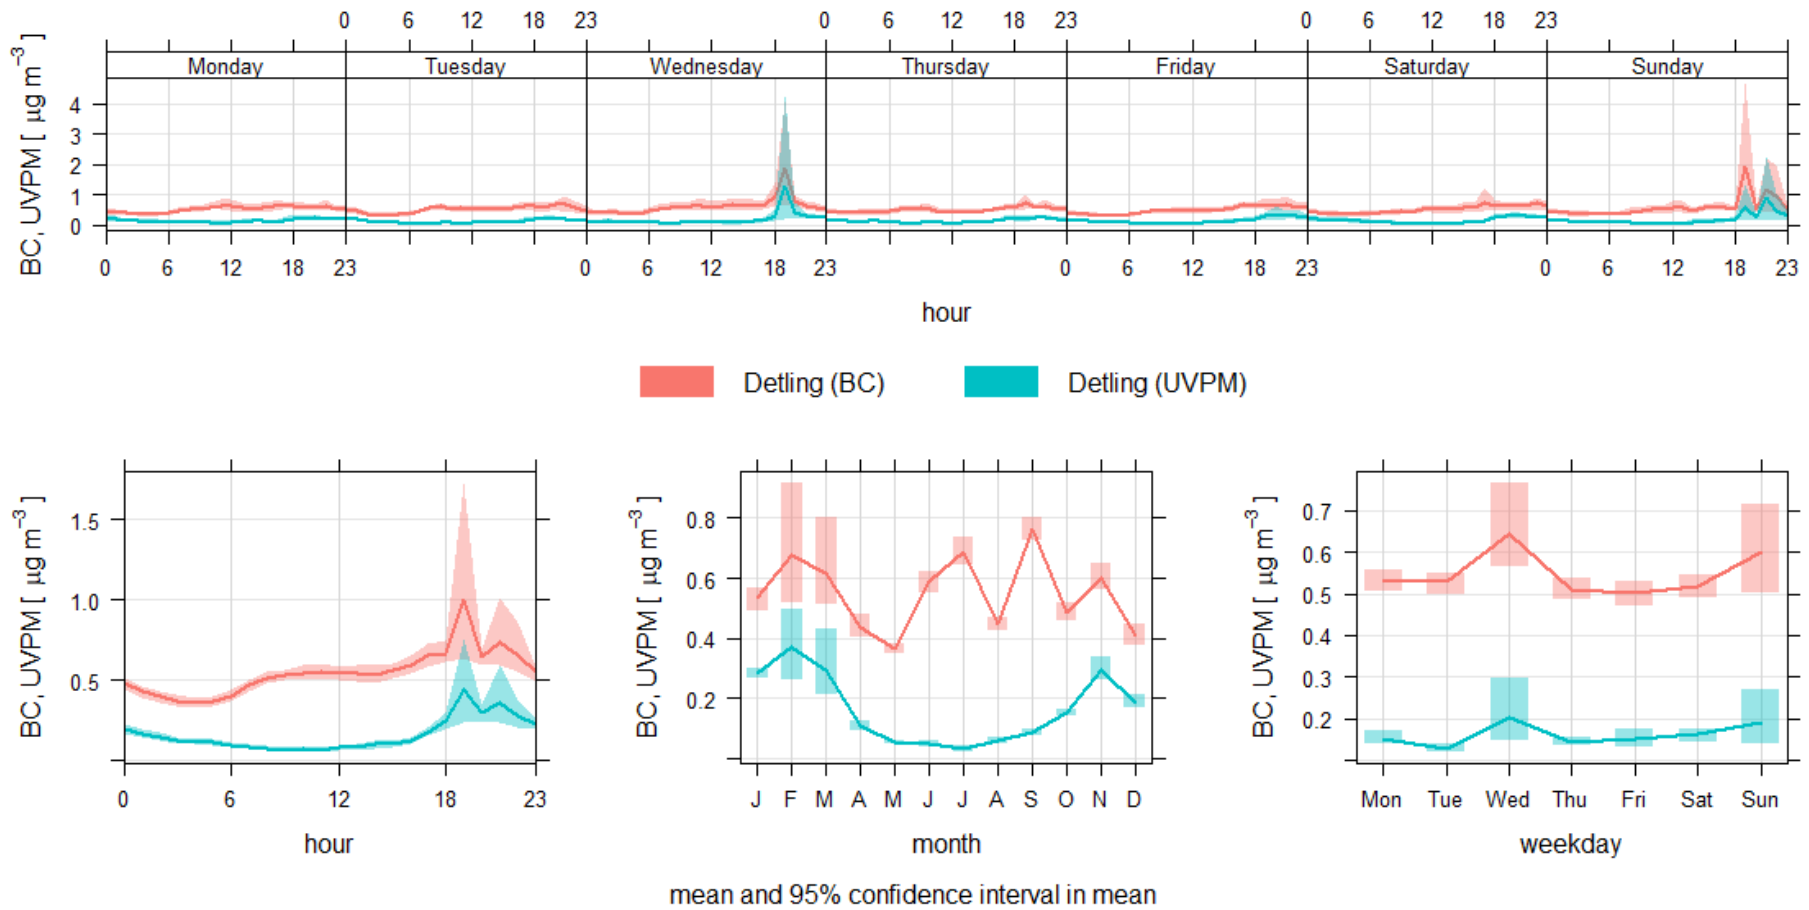 0 6 12 18 23 0 6 12 18 23 0 6 12 18 23
Monday Tuesday Wednesday Thursday Friday Saturday Sunday
BC, UVPM [ µg m⁻³ ]
4
3
2
1
0
0 6 12 18 23 0 6 12 18 23 0 6 12 18 23 0 6 12 18 23
hour
Detling (BC) Detling (UVPM)
BC, UVPM [ µg m⁻³ ]
1.5
1.0
0.5
0 6 12 18 23
hour
BC, UVPM [ µg m⁻³ ]
0.8
0.6
0.4
0.2
J F M A M J J A S O N D
month
BC, UVPM [ µg m⁻³ ]
0.7
0.6
0.5
0.4
0.3
0.2
Mon Tue Wed Thu Fri Sat Sun
weekday
mean and 95% confidence interval in mean